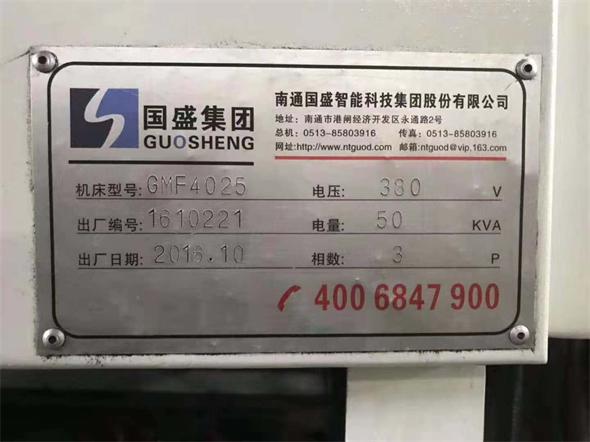 国盛集团
GUOSHENG
南通国盛智能科技集团股份有限公司
地址：南通市港闸经济开发区永通路2号
总机：0513-85803916 传真：0513-85803916
网址:http://www.ntguod.com 邮箱:ntguod@vip.163.com
机床型号: GMF4025 电压: 380 V
出厂编号: 1610221 电量: 50 KVA
出厂日期: 2016.10 相数: 3 P
400 6847 900